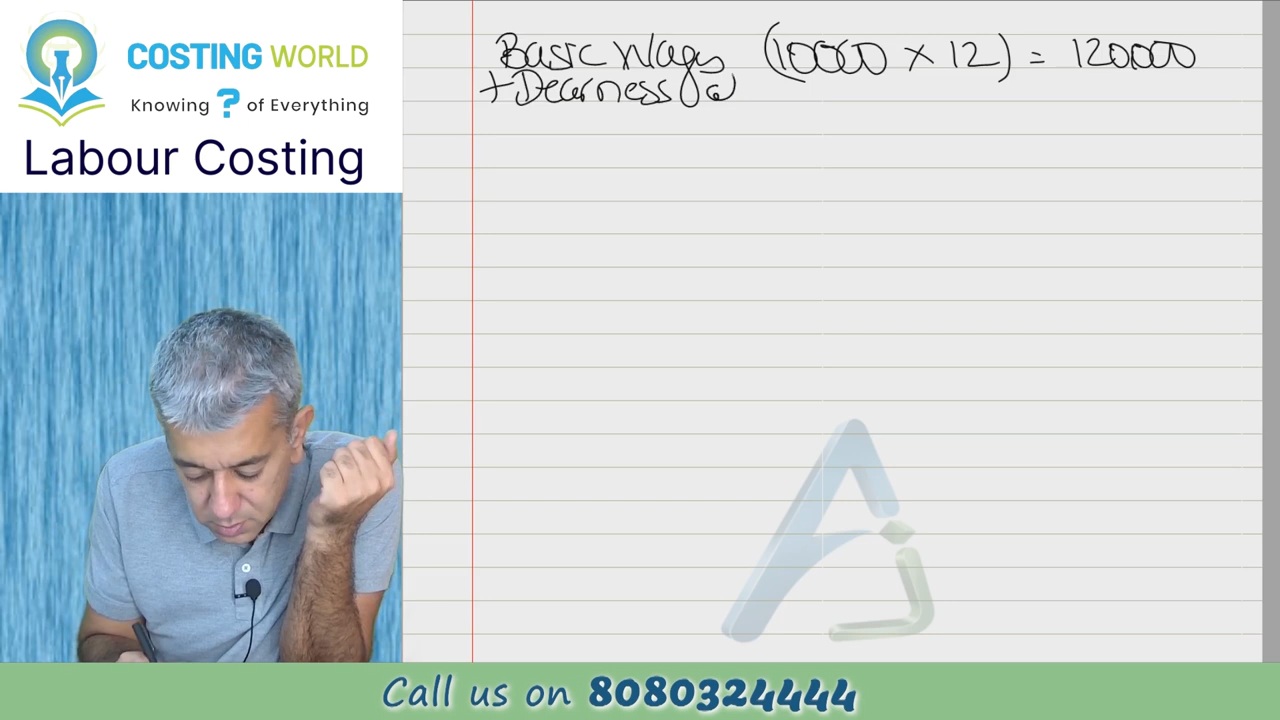 COSTING WORLD
Knowing ? of Everything
Labour Costing
Basic Wages (10000 × 12) = 120000
+Dearness
Call us on 8080324444